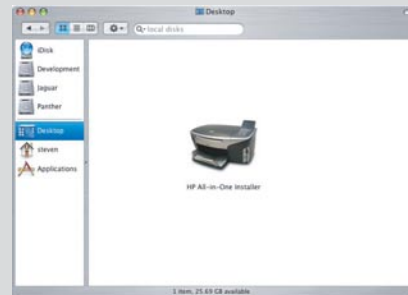 Desktop
local disks
iDisk
Development
Jaguar
Panther
Desktop
steven
Applications
HP All-in-One Installer
1 item, 25.69 GB available